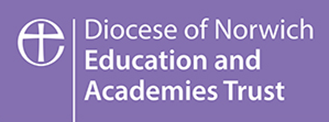 Diocese of Norwich
Education and
Academies Trust